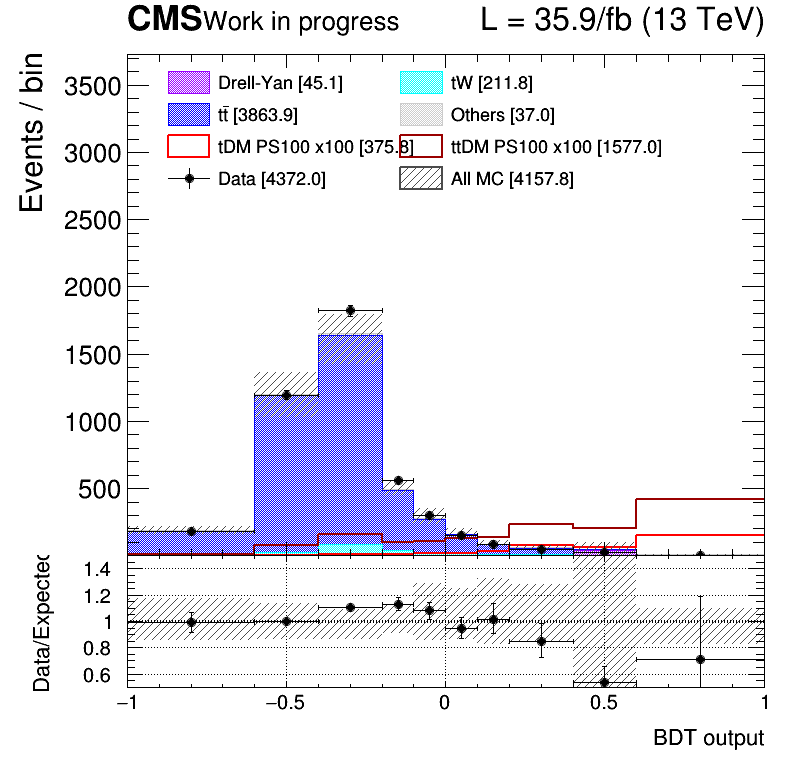 CMS Work in progress L = 35.9/fb (13 TeV)
Events / bin
3500
3000
2500
2000
1500
1000
500
Drell-Yan [45.1] tW [211.8]
tt̄ [3863.9] Others [37.0]
tDM PS100 x100 [375.8] ttDM PS100 x100 [1577.0]
Data [4372.0] All MC [4157.8]
Data/Expected
1.4
1.2
1
0.8
0.6
−1 −0.5 0 0.5 1
BDT output